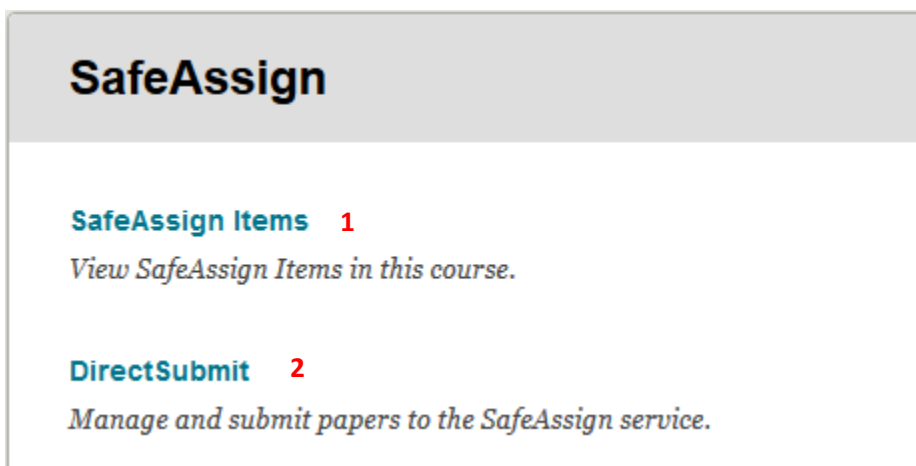 SafeAssign
SafeAssign Items 1
View SafeAssign Items in this course.
DirectSubmit 2
Manage and submit papers to the SafeAssign service.